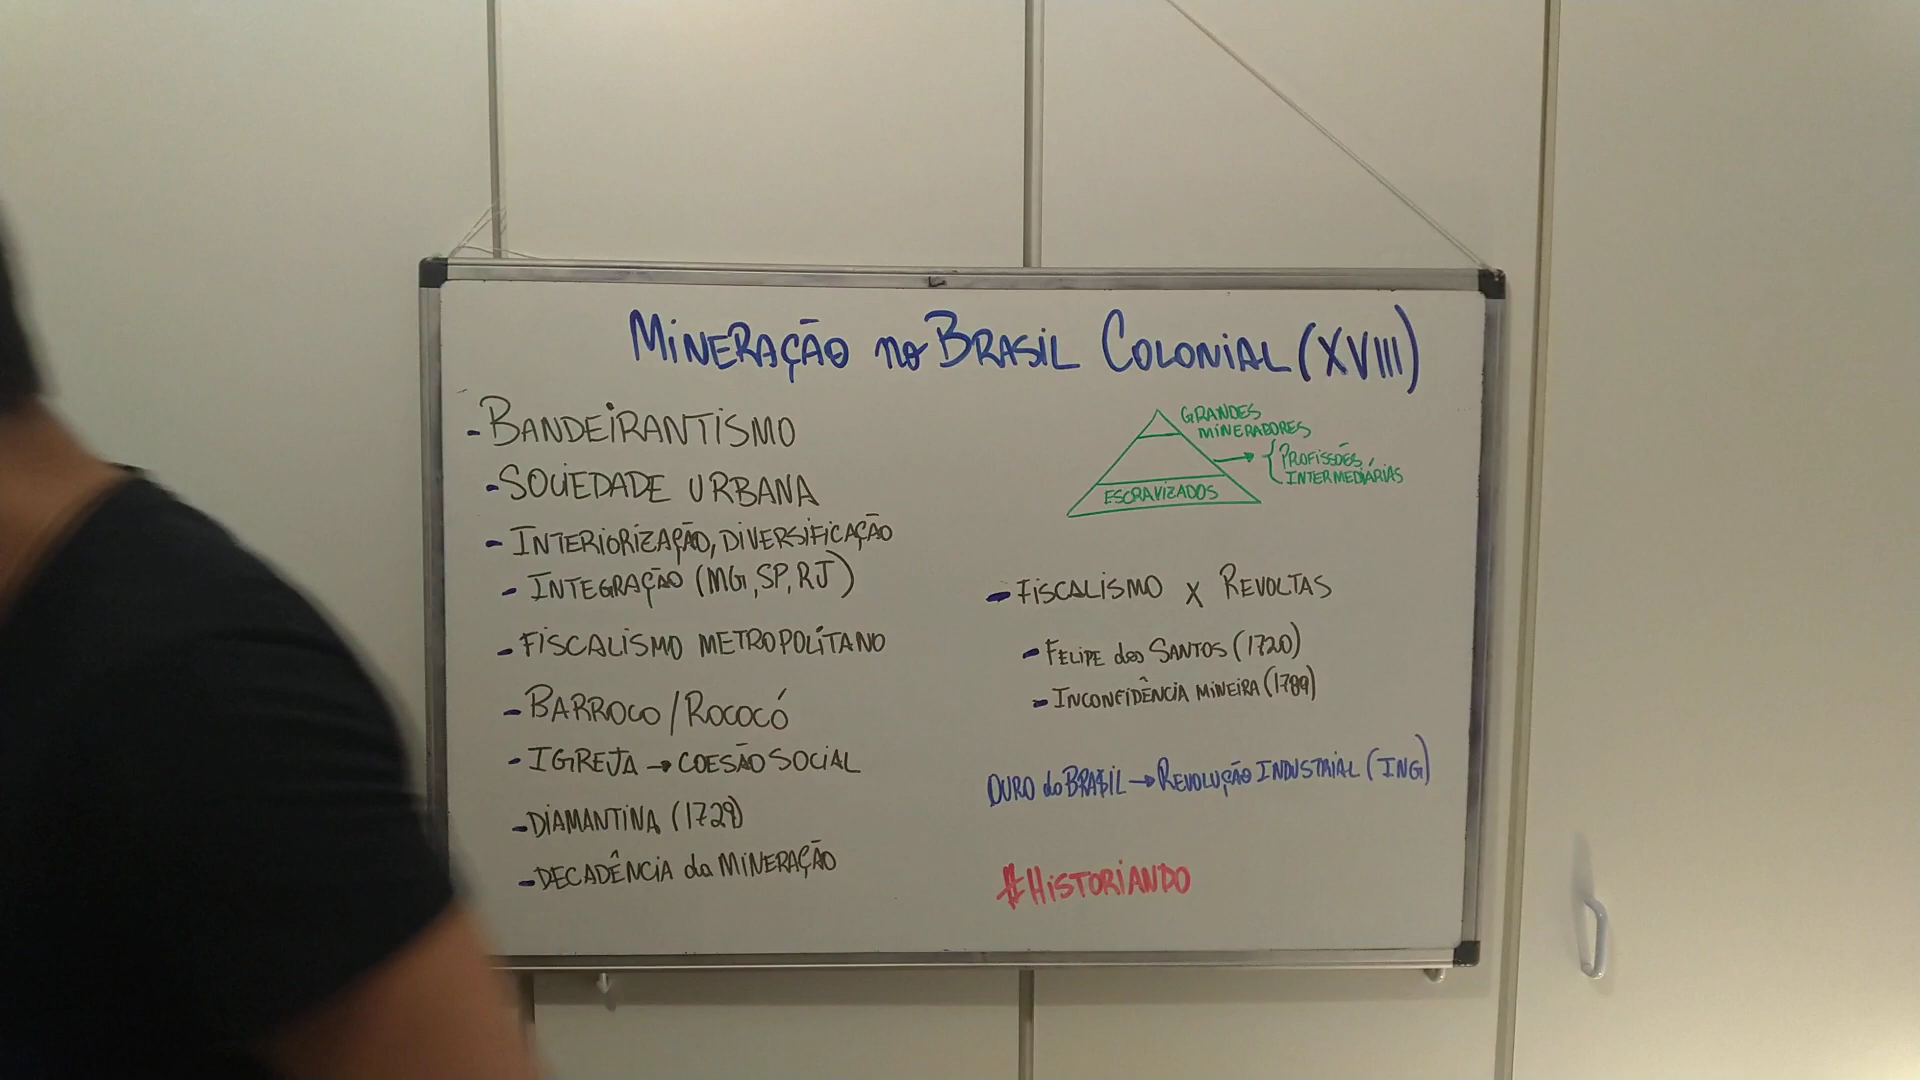 MINERAÇÃO no BRASIL COLONIAL (XVIII)
- BANDEIRANTISMO
- SOCIEDADE URBANA
- INTERIORIZAÇÃO, DIVERSIFICAÇÃO
- INTEGRAÇÃO (MG, SP, RJ)
- FISCALISMO METROPOLITANO
- BARROCO / ROCOCÓ
- IGREJA → COESÃO SOCIAL
- DIAMANTINA (1729)
- DECADÊNCIA da MINERAÇÃO
GRANDES
MINERADORES
→ { PROFISSÕES
INTERMEDIÁRIAS
ESCRAVIZADOS
- FISCALISMO X REVOLTAS
- FELIPE dos SANTOS (1720)
- INCONFIDÊNCIA MINEIRA (1789)
OURO do BRASIL → REVOLUÇÃO INDUSTRIAL (ING)
#HISTORIANDO